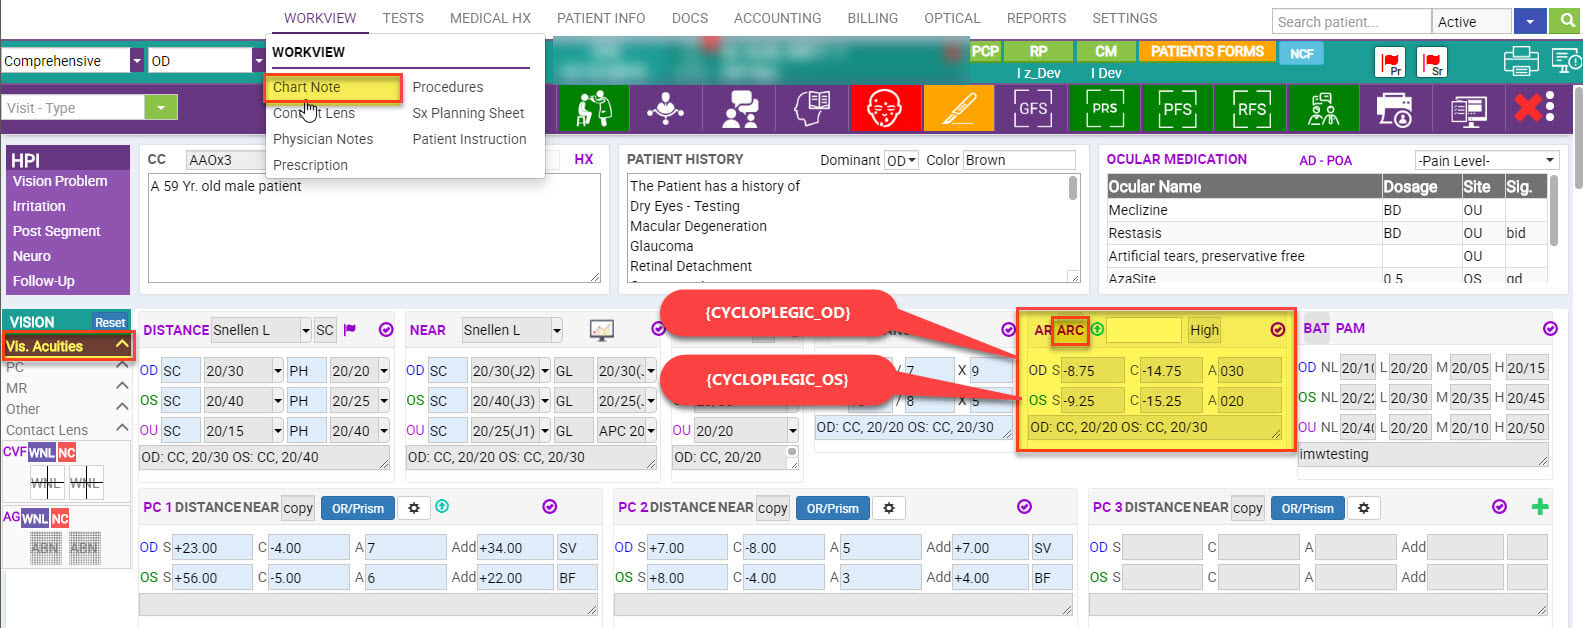 WORKVIEW TESTS MEDICAL HX PATIENT INFO DOCS ACCOUNTING BILLING OPTICAL REPORTS SETTINGS Search patient... Active
WORKVIEW
Chart Note Procedures
Contact Lens Sx Planning Sheet
Physician Notes Patient Instruction
Prescription
Comprehensive OD PCP RP CM PATIENTS FORMS NCF Pr Sr
I z_Dev I Dev
Visit - Type GFS PRS PFS RFS
HPI
Vision Problem
Irritation
Post Segment
Neuro
Follow-Up
CC AAOx3 HX
A 59 Yr. old male patient
PATIENT HISTORY Dominant OD Color Brown
The Patient has a history of
Dry Eyes - Testing
Macular Degeneration
Glaucoma
Retinal Detachment
OCULAR MEDICATION AD - POA -Pain Level-
Ocular Name Dosage Site Sig.
Meclizine BD OU
Restasis BD OU bid
Artificial tears, preservative free OU
AzaSite 0.5 OS qd
VISION Reset
Vis. Acuities
PC
MR
Other
Contact Lens
CVF WNL NC
WNL WNL
AG WNL NC
ABN ABN
DISTANCE Snellen L SC
OD SC 20/30 PH 20/20
OS SC 20/40 PH 20/25
OU SC 20/15 PH 20/40
OD: CC, 20/30 OS: CC, 20/40
NEAR Snellen L
OD SC 20/30(J2) GL 20/30(.
OS SC 20/40(J3) GL 20/25(.
OU SC 20/25(J1) GL APC 20
OD: CC, 20/20 OS: CC, 20/30
{CYCLOPLEGIC_OD}
{CYCLOPLEGIC_OS}
OU 20/20
OD: CC, 20/20
/ 7 X 9
/ 8 X 5
OD: CC, 20/20 OS: CC, 20/30
AR ARC High
OD S -8.75 C -14.75 A 030
OS S -9.25 C -15.25 A 020
OD: CC, 20/20 OS: CC, 20/30
BAT PAM
OD NL 20/10 L 20/20 M 20/05 H 20/15
OS NL 20/22 L 20/30 M 20/35 H 20/45
OU NL 20/40 L 20/20 M 20/10 H 20/50
imwtesting
PC 1 DISTANCE NEAR copy OR/Prism
OD S +23.00 C -4.00 A 7 Add +34.00 SV
OS S +56.00 C -5.00 A 6 Add +22.00 BF
PC 2 DISTANCE NEAR copy OR/Prism
OD S +7.00 C -8.00 A 5 Add +7.00 SV
OS S +8.00 C -4.00 A 3 Add +4.00 BF
PC 3 DISTANCE NEAR copy OR/Prism
OD S C A Add
OS S C A Add